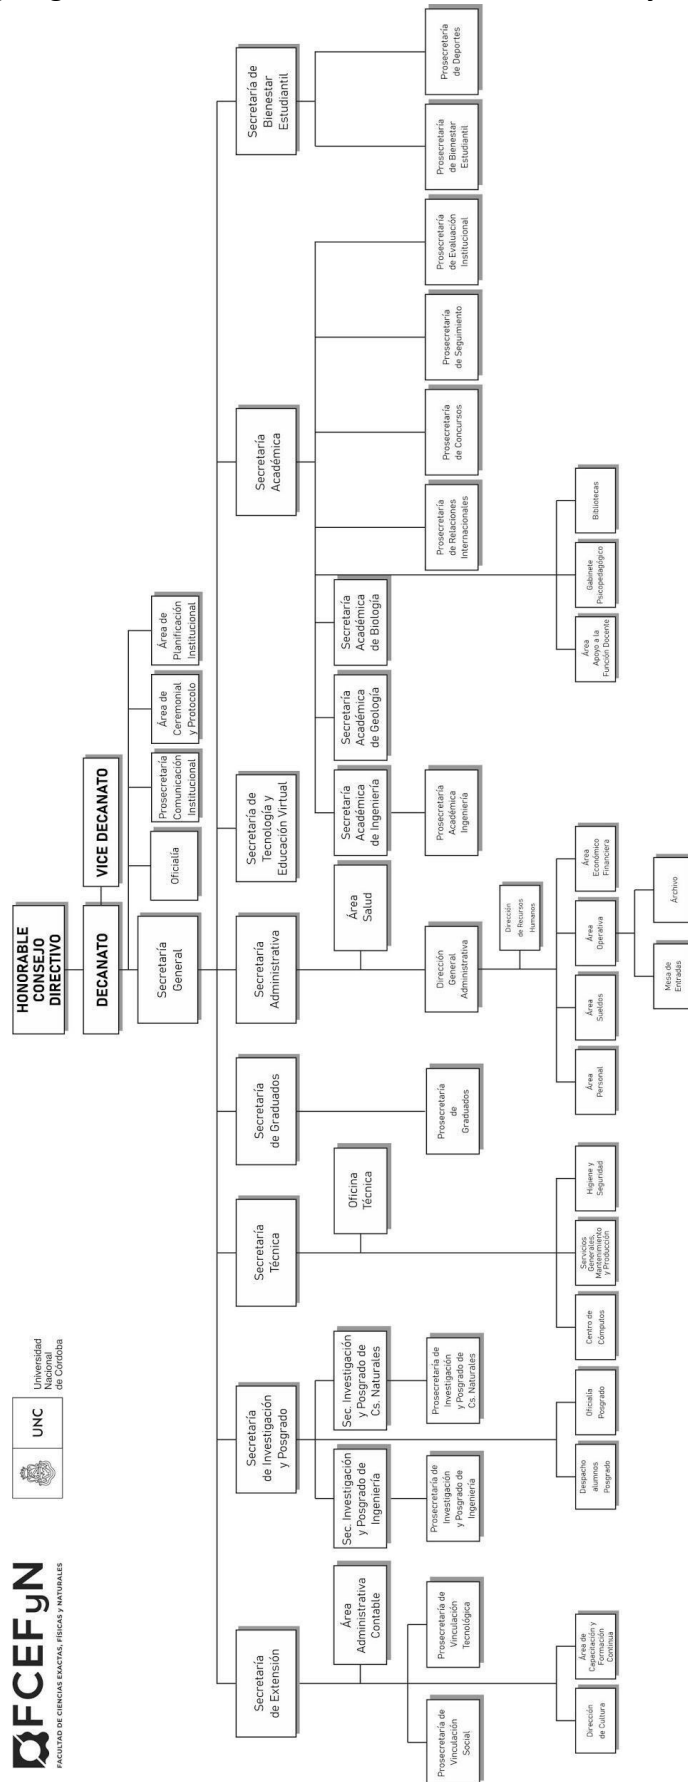 FCEFyN
FACULTAD DE CIENCIAS EXACTAS, FÍSICAS y NATURALES
UNC
Universidad
Nacional
de Córdoba
HONORABLE
CONSEJO
DIRECTIVO
DECANATO
VICE DECANATO
Secretaría
General
Oficialía
Prosecretaría
Comunicación
Institucional
Área de
Ceremonial
y Protocolo
Área de
Planificación
Institucional
Secretaría
de Extensión
Secretaría
de Investigación
y Posgrado
Secretaría
Técnica
Secretaría
de Graduados
Secretaría
Administrativa
Secretaría de
Tecnología y
Educación Virtual
Secretaría
Académica
Secretaría de
Bienestar
Estudiantil
Área
Administrativa
Contable
Sec. Investigación
y Posgrado de
Ingeniería
Sec. Investigación
y Posgrado de
Cs. Naturales
Oficina
Técnica
Área
Salud
Secretaría
Académica
de Ingeniería
Secretaría
Académica
de Geología
Secretaría
Académica
de Biología
Prosecretaría de
Vinculación
Social
Prosecretaría de
Vinculación
Tecnológica
Prosecretaría de
Investigación
y Posgrado de
Ingeniería
Prosecretaría de
Investigación
y Posgrado de
Cs. Naturales
Prosecretaría
de
Graduados
Dirección
General
Administrativa
Prosecretaría
Académica
Ingeniería
Prosecretaría
de Relaciones
Internacionales
Prosecretaría
de Concursos
Prosecretaría
de Seguimiento
Prosecretaría
de Evaluación
Institucional
Prosecretaría
de Bienestar
Estudiantil
Prosecretaría
de Deportes
Dirección
de Recursos
Humanos
Dirección
de Cultura
Área de
Capacitación y
Formación
Continua
Despacho
alumnos
Posgrado
Oficialía
Posgrado
Centro de
Cómputos
Servicios
Generales,
Mantenimiento
y Producción
Higiene y
Seguridad
Área
Personal
Área
Sueldos
Área
Operativa
Área
Económico
Financiera
Área
Apoyo a la
Función Docente
Gabinete
Psicopedagógico
Bibliotecas
Mesa de
Entradas
Archivo